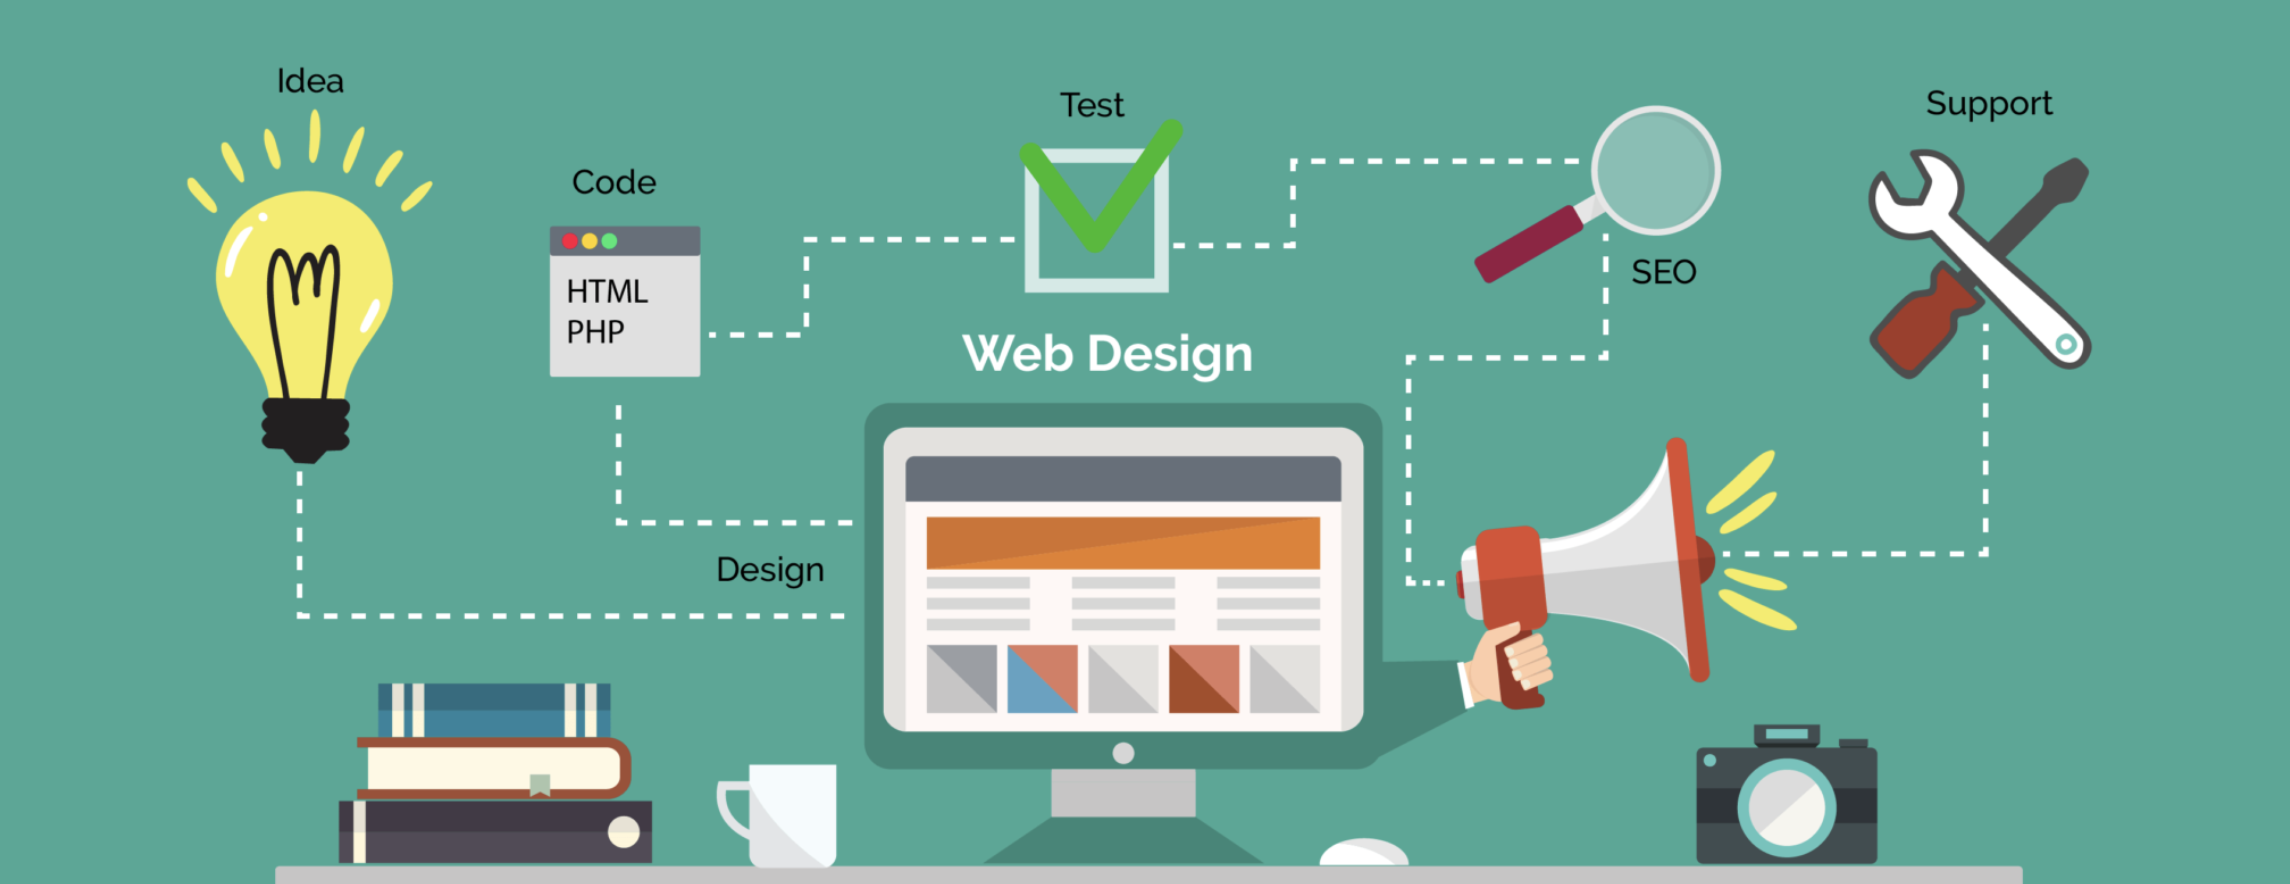 Idea
Code
HTML
PHP
Test
SEO
Support
Web Design
Design